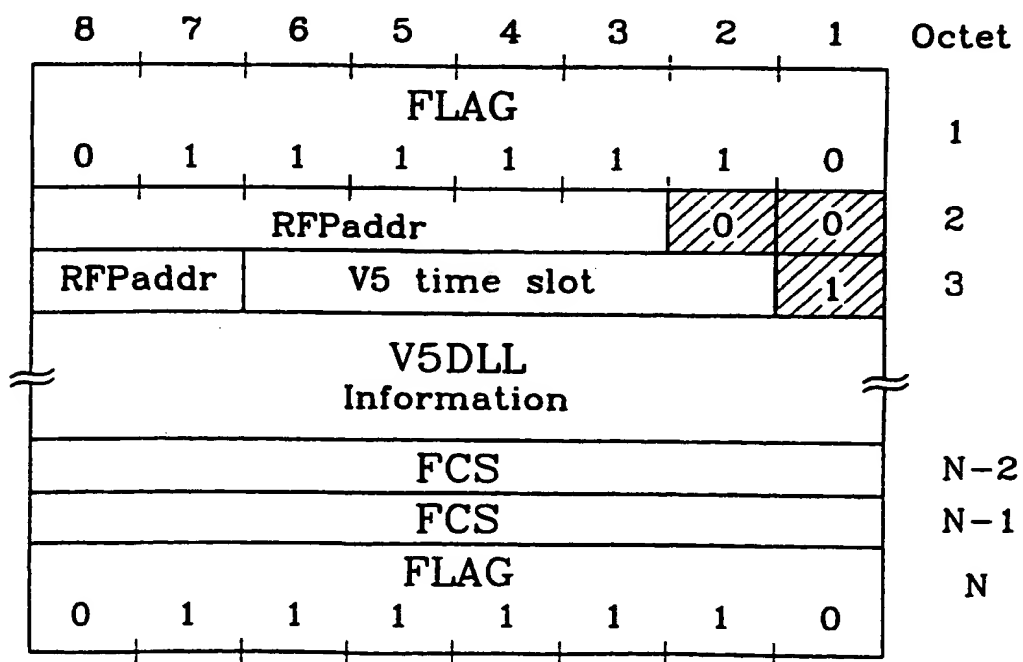 8 7 6 5 4 3 2 1 Octet
FLAG
0 1 1 1 1 1 1 0 1
RFPaddr 0 0 2
RFPaddr V5 time slot 1 3
V5DLL
Information
FCS N-2
FCS N-1
FLAG
0 1 1 1 1 1 1 0 N